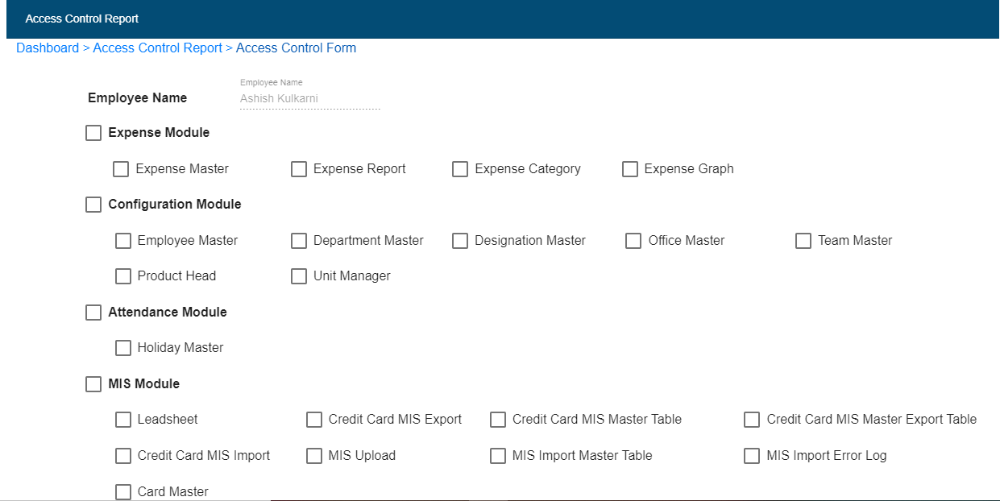 Access Control Report
Dashboard > Access Control Report > Access Control Form
Employee Name
Employee Name Ashish Kulkarni
Expense Module
Expense Master Expense Report Expense Category Expense Graph
Configuration Module
Employee Master Department Master Designation Master Office Master Team Master
Product Head Unit Manager
Attendance Module
Holiday Master
MIS Module
Leadsheet Credit Card MIS Export Credit Card MIS Master Table Credit Card MIS Master Export Table
Credit Card MIS Import MIS Upload MIS Import Master Table MIS Import Error Log
Card Master